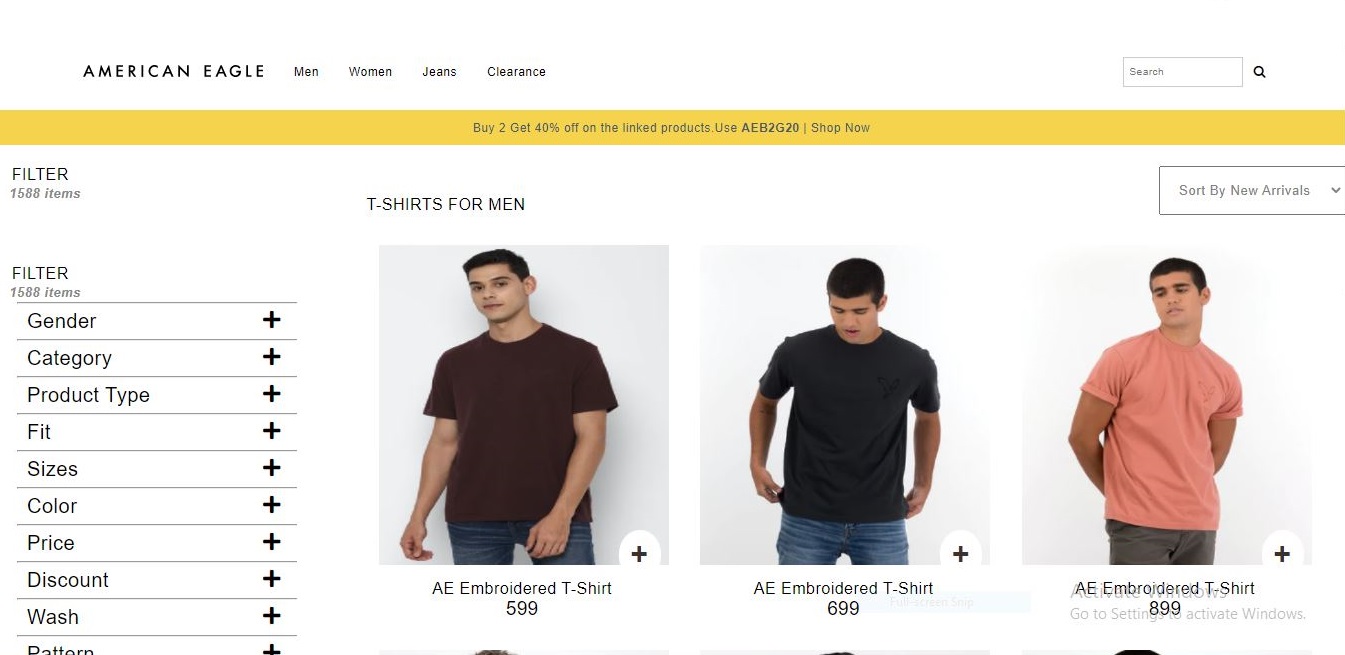 AMERICAN EAGLE Men Women Jeans Clearance Search
Buy 2 Get 40% off on the linked products.Use AEB2G20 | Shop Now
FILTER
1588 items
Sort By New Arrivals
T-SHIRTS FOR MEN
FILTER
1588 items
Gender
Category
Product Type
Fit
Sizes
Color
Price
Discount
Wash
Pattern
AE Embroidered T-Shirt
599
AE Embroidered T-Shirt
699
Full-screen Snip
AE Embroidered T-Shirt
899
Activate Windows
Go to Settings to activate Windows.